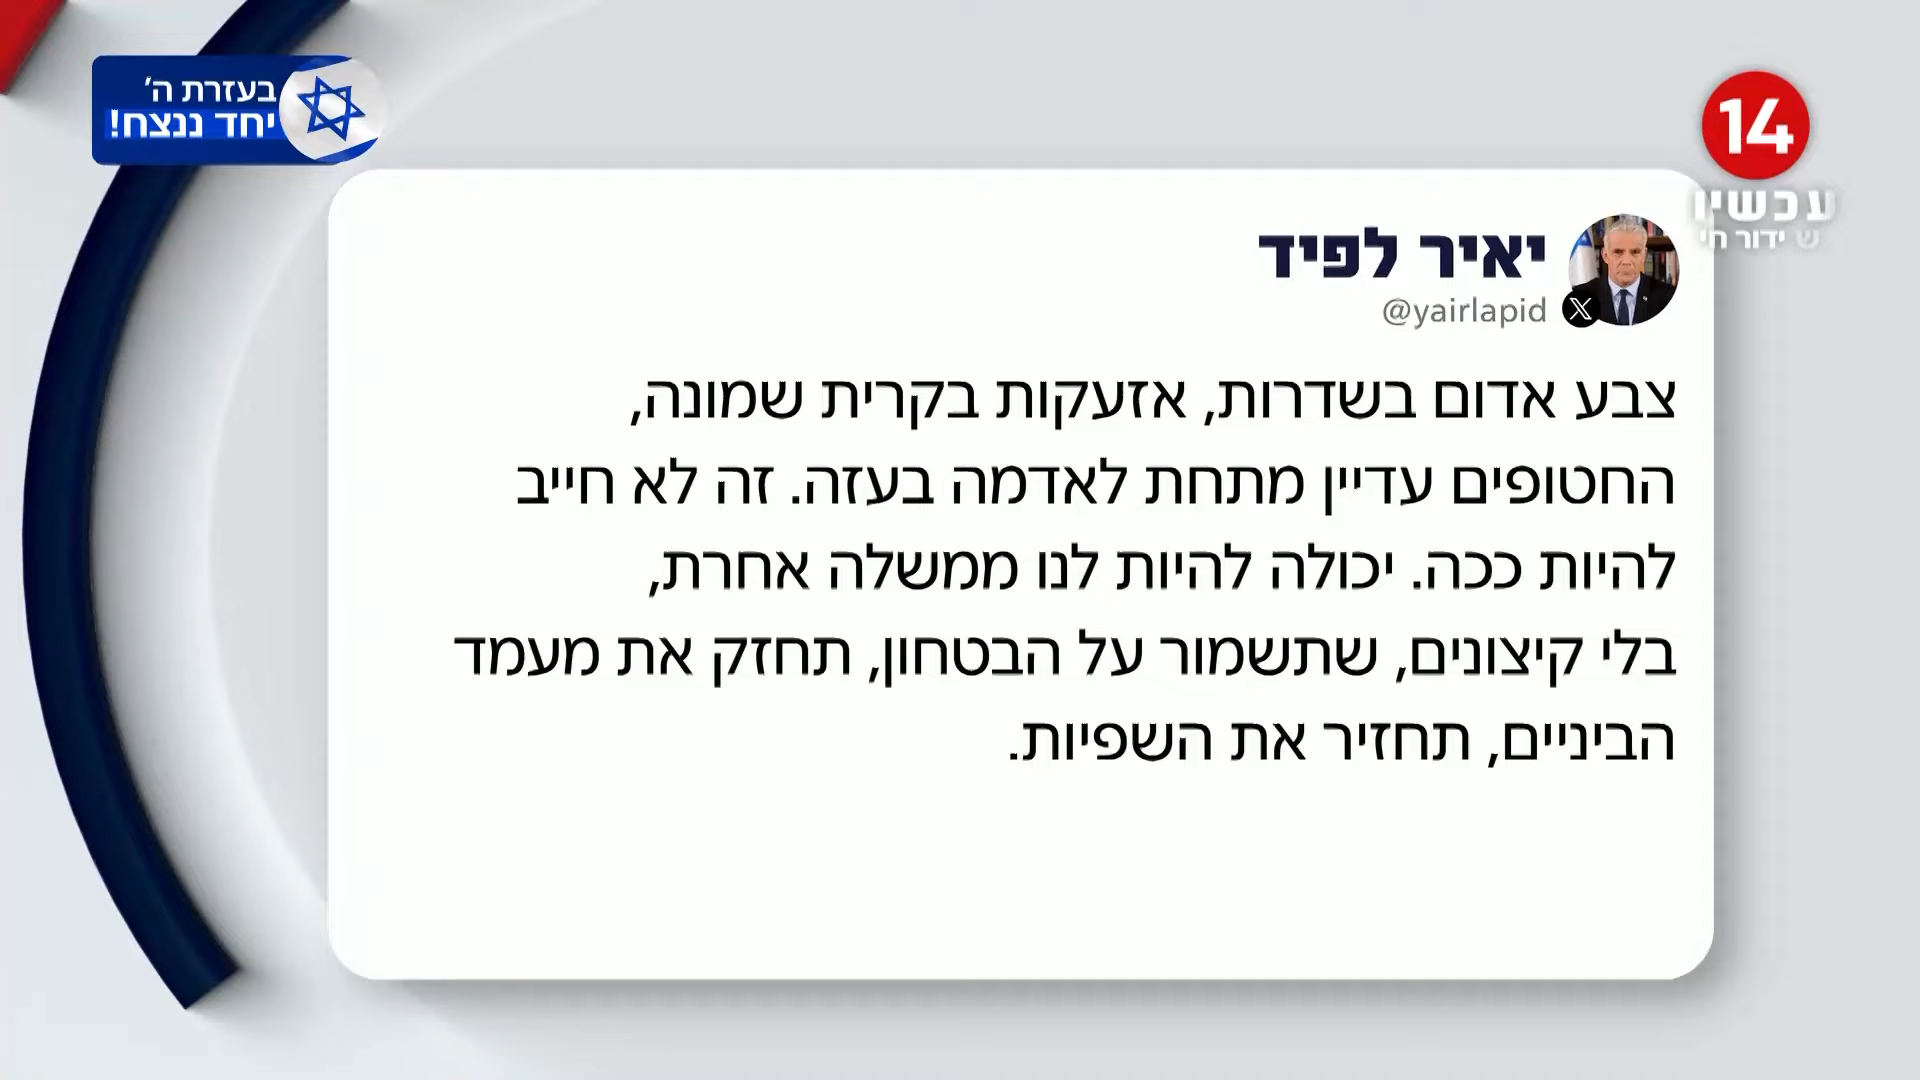 בעזרת ה׳
יחד ננצח!
14
עכשיו
ש ידור חי
יאיר לפיד
@yairlapid
צבע אדום בשדרות, אזעקות בקרית שמונה,
החטופים עדיין מתחת לאדמה בעזה. זה לא חייב
להיות ככה. יכולה להיות לנו ממשלה אחרת,
בלי קיצונים, שתשמור על הבטחון, תחזק את מעמד
הביניים, תחזיר את השפיות.